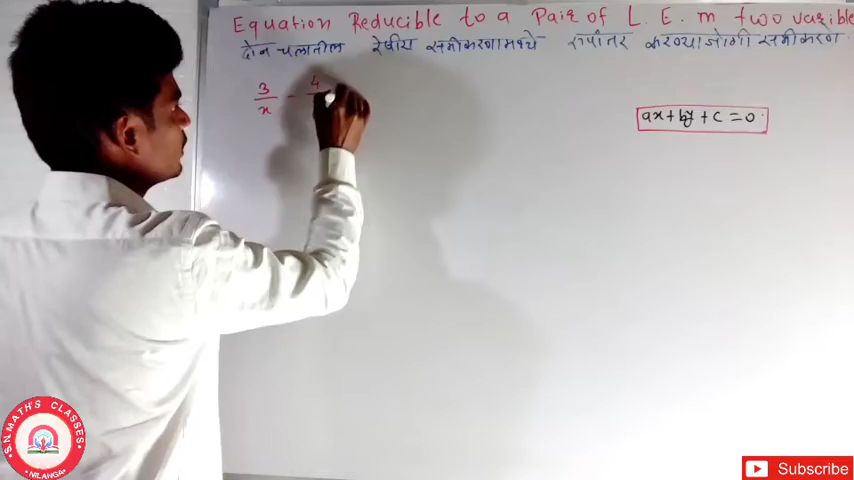 Equation Reducible to a Pair of L. E. in two varible
दोन चलातील रेषीय समीकरणामध्ये रुपांतर करण्याजोगी समीकरण.
3/x - 4
ax + by + c = 0
S.N. MATH'S CLASSES
NILANGA
Subscribe